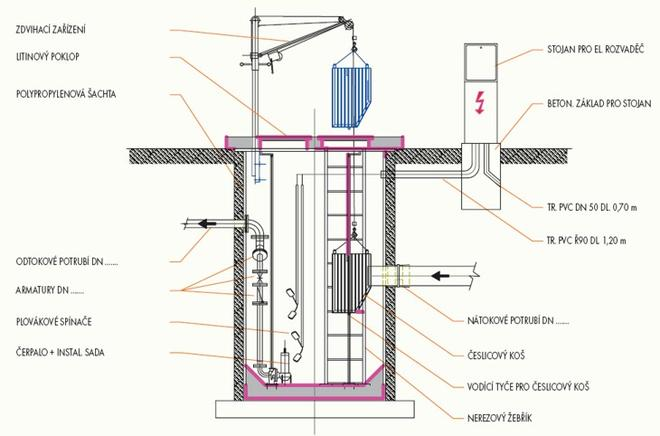 ZDVIHACÍ ZAŘÍZENÍ
LITINOVÝ POKLOP
POLYPROPYLENOVÁ ŠACHTA
ODTOKOVÉ POTRUBÍ DN .......
ARMATURY DN .......
PLOVÁKOVÉ SPÍNAČE
ČERPALO + INSTAL. SADA
STOJAN PRO EL. ROZVADĚČ
BETON. ZÁKLAD PRO STOJAN
TR. PVC DN 50 DL. 0,70 m
TR. PVC Ř90 DL 1,20 m
NÁTOKOVÉ POTRUBÍ DN .......
ČESLICOVÝ KOŠ
VODÍCÍ TYČE PRO ČESLICOVÝ KOŠ
NEREZOVÝ ŽEBŘÍK